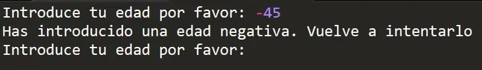 Introduce tu edad por favor: -45
Has introducido una edad negativa. Vuelve a intentarlo
Introduce tu edad por favor: